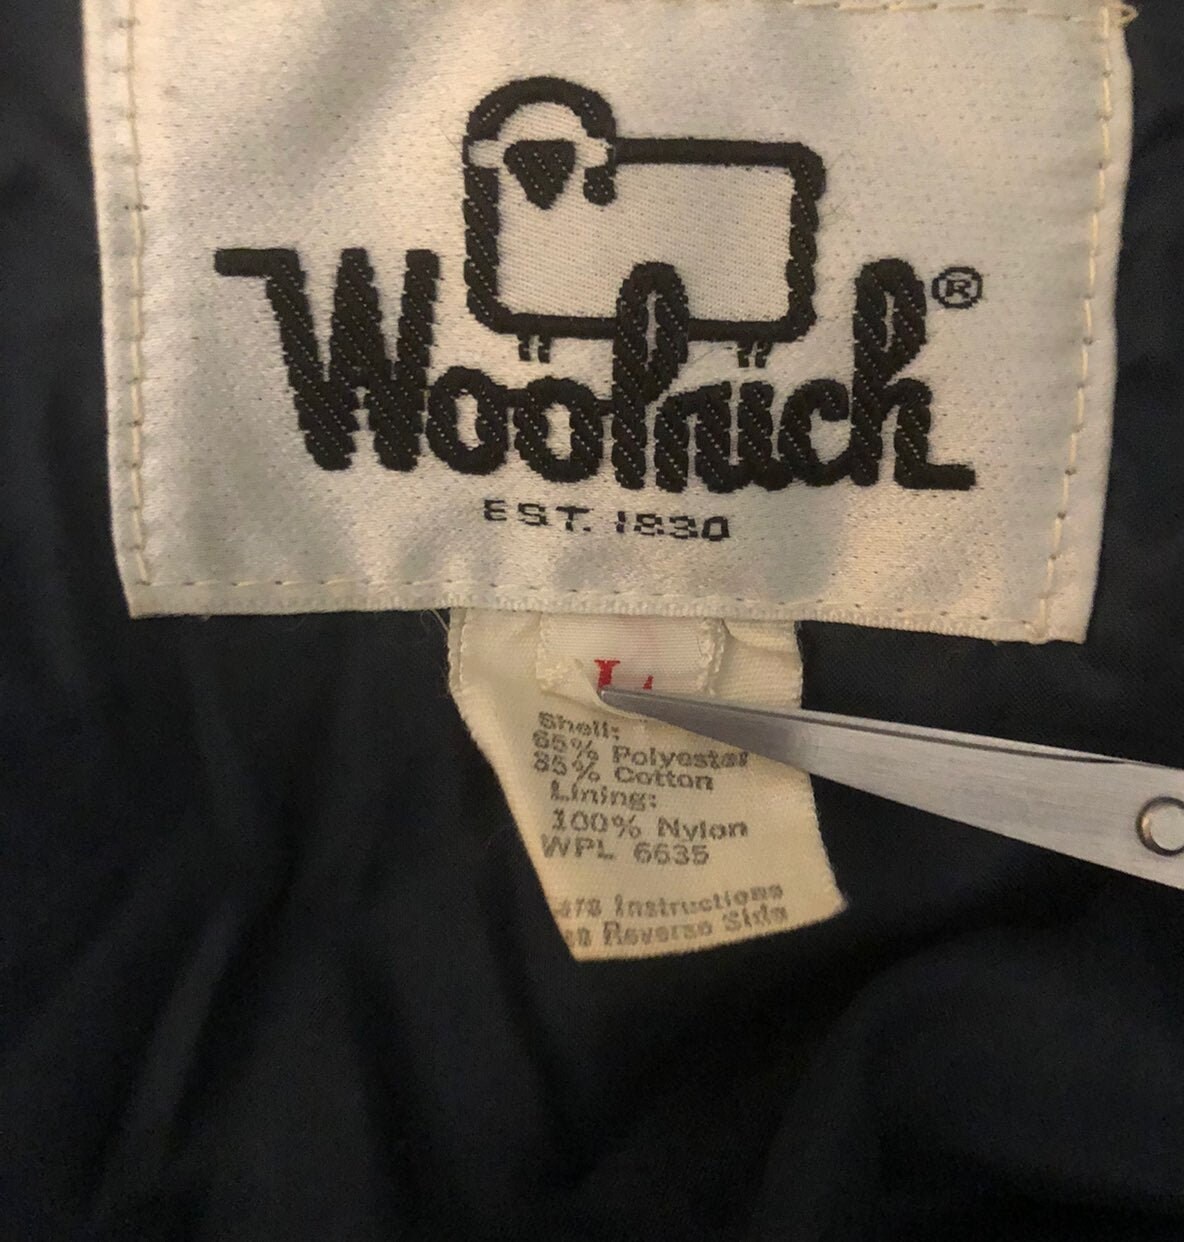 Woolrich®
EST. 1830
L
Shell:
65% Polyester
35% Cotton
Lining:
100% Nylon
WPL 6635
Instructions
Reverse Side